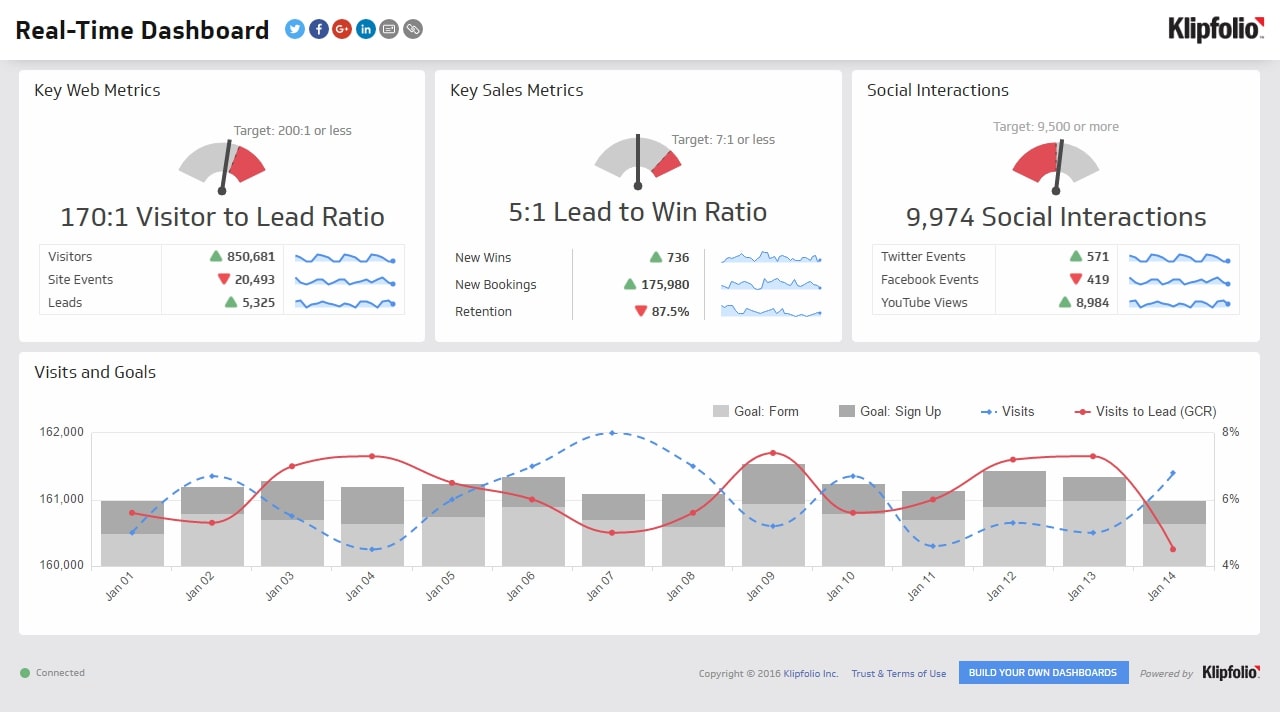 Real-Time Dashboard
Klipfolio
Key Web Metrics
Target: 200:1 or less
170:1 Visitor to Lead Ratio
Visitors 850,681
Site Events 20,493
Leads 5,325
Key Sales Metrics
Target: 7:1 or less
5:1 Lead to Win Ratio
New Wins 736
New Bookings 175,980
Retention 87.5%
Social Interactions
Target: 9,500 or more
9,974 Social Interactions
Twitter Events 571
Facebook Events 419
YouTube Views 8,984
Visits and Goals
Goal: Form Goal: Sign Up Visits Visits to Lead (GCR)
162,000 8%
161,000 6%
160,000 4%
Jan 01 Jan 02 Jan 03 Jan 04 Jan 05 Jan 06 Jan 07 Jan 08 Jan 09 Jan 10 Jan 11 Jan 12 Jan 13 Jan 14
Connected Copyright © 2016 Klipfolio Inc. Trust & Terms of Use BUILD YOUR OWN DASHBOARDS Powered by Klipfolio